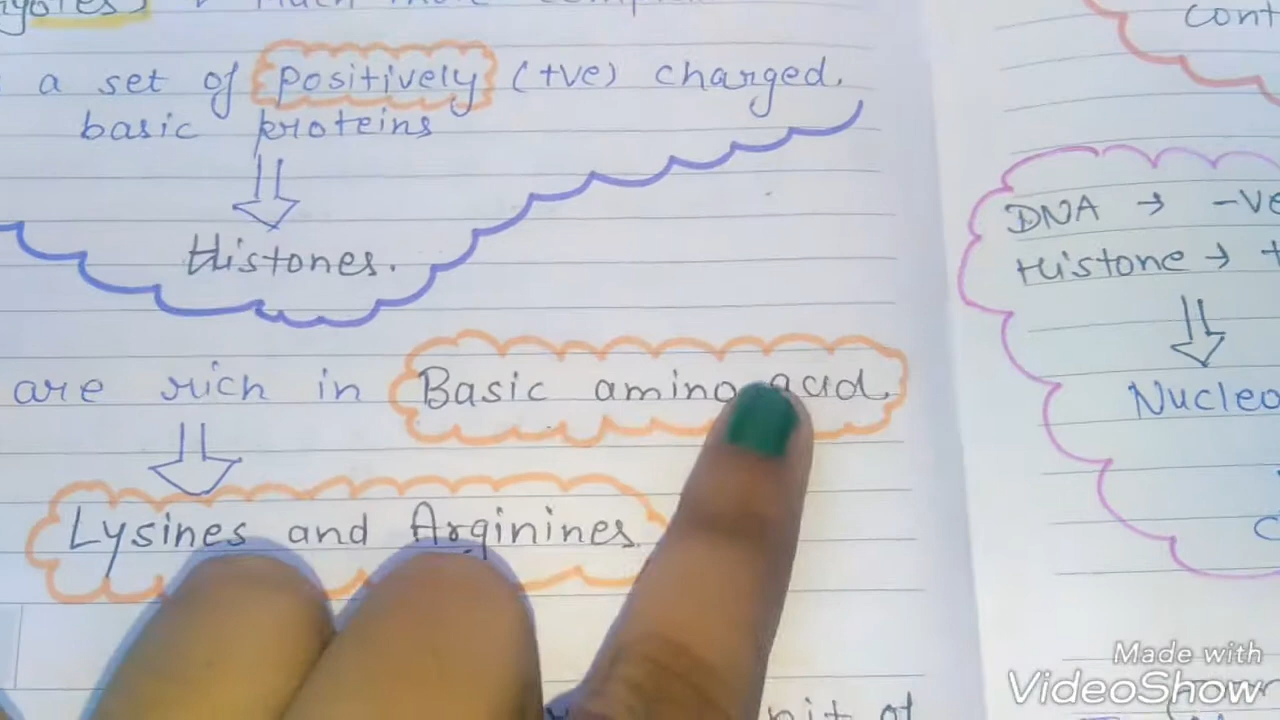 a set of positively (+ve) charged.
basic proteins
Histones.
are rich in Basic amino acid
Lysines and Arginines
cont
DNA → -ve
Histone → +
Nucleo
C
Made with
VideoShow